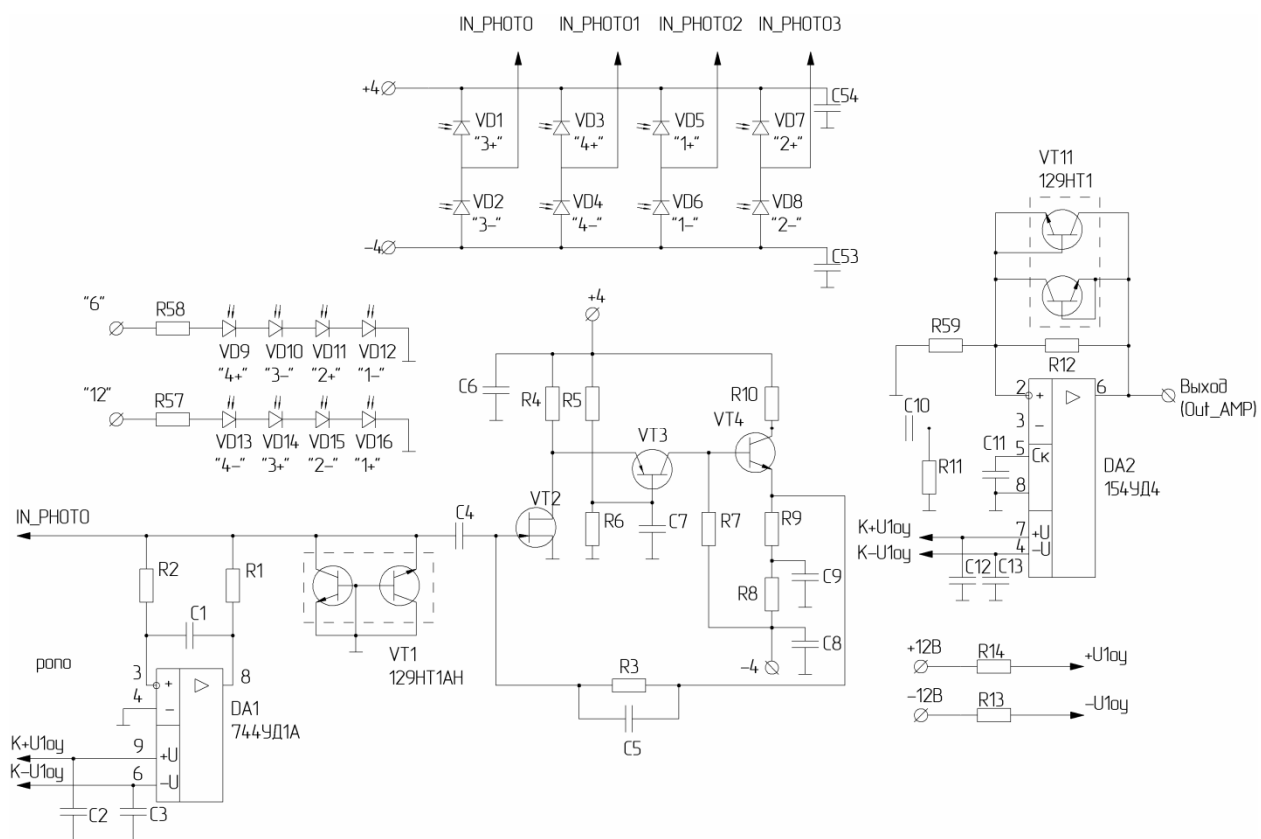 IN_PHOTO IN_PHOTO1 IN_PHOTO2 IN_PHOTO3
+4 C54
VD1 VD3 VD5 VD7
"3+" "4+" "1+" "2+"
VD2 VD4 VD6 VD8
"3-" "4-" "1-" "2-"
-4 C53
VT11
129НТ1
"6" R58
VD9 VD10 VD11 VD12
"4+" "3-" "2+" "1-"
"12" R57
VD13 VD14 VD15 VD16
"4-" "3+" "2-" "1+"
+4
C6 R4 R5 R10
VT3 VT4
VT2
R6 C7 R7 R9
R8 C9
C8
-4
R3
C5
R59
R12
2 + 6
3 -
5 Ск
8
7 +U
4 -U
Выход
(Out_AMP)
C10
C11
R11
DA2
154УД4
K+U1оу
K-U1оу
C12 C13
+12В R14 +U1оу
-12В R13 -U1оу
IN_PHOTO
C4
R2 R1
C1
VT1
129НТ1АН
роло
3 + 8
4 -
DA1
744УД1А
K+U1оу 9 +U
K-U1оу 6 -U
C2 C3